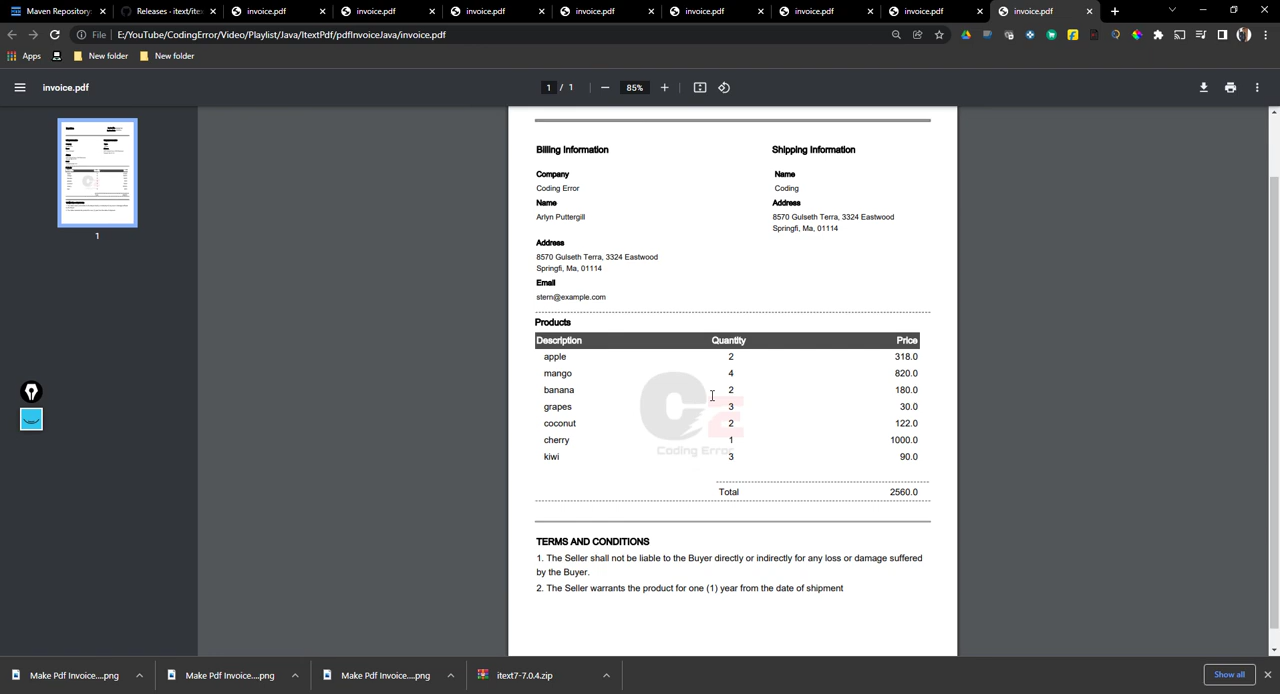 Maven Repository:
Releases · itext/ite
invoice.pdf
invoice.pdf
invoice.pdf
invoice.pdf
invoice.pdf
invoice.pdf
invoice.pdf
invoice.pdf
File E:/YouTube/CodingError/Video/Playlist/Java/ItextPdf/pdfInvoiceJava/invoice.pdf
Apps New folder New folder
invoice.pdf 1 / 1 85%
1
Billing Information Shipping Information
Company Name
Coding Error Coding
Name Address
Arlyn Puttergill 8570 Gulseth Terra, 3324 Eastwood
Springfi, Ma, 01114
Address
8570 Gulseth Terra, 3324 Eastwood
Springfi, Ma, 01114
Email
stern@example.com
Products
Description Quantity Price
apple 2 318.0
mango 4 820.0
banana 2 180.0
grapes 3 30.0
coconut 2 122.0
cherry 1 1000.0
kiwi 3 90.0
Coding Error
Total 2560.0
TERMS AND CONDITIONS
1. The Seller shall not be liable to the Buyer directly or indirectly for any loss or damage suffered
by the Buyer.
2. The Seller warrants the product for one (1) year from the date of shipment
Make Pdf Invoice....png Make Pdf Invoice....png Make Pdf Invoice....png itext7-7.0.4.zip Show all